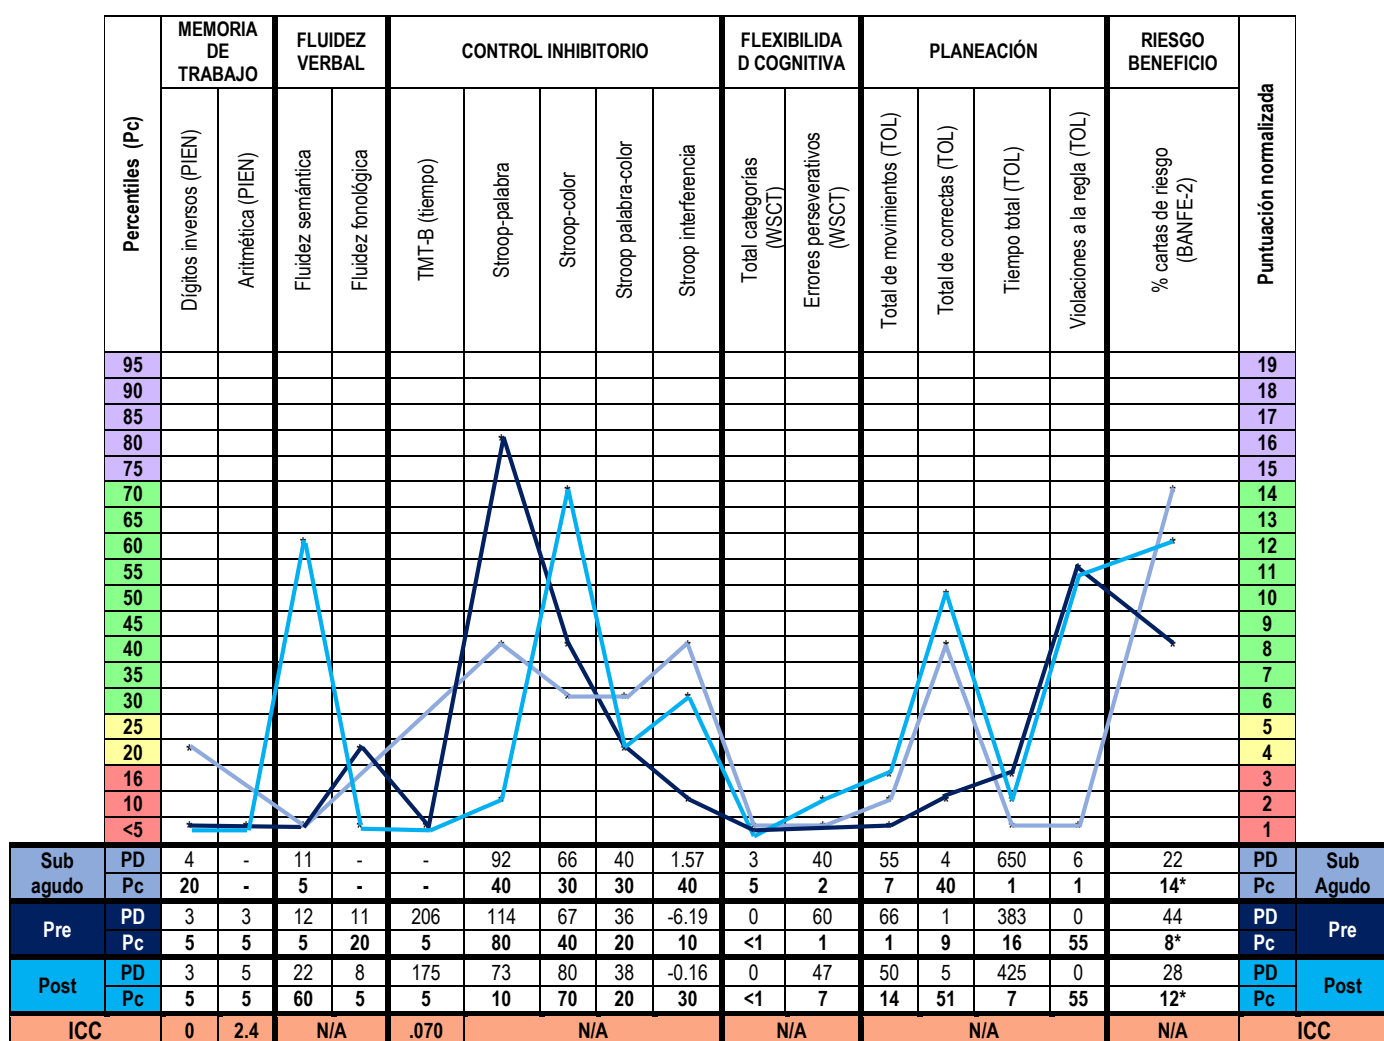 MEMORIA DE TRABAJO FLUIDEZ VERBAL CONTROL INHIBITORIO FLEXIBILIDA D COGNITIVA PLANEACIÓN RIESGO BENEFICIO
Percentiles (Pc)
Dígitos inversos (PIEN)
Aritmética (PIEN)
Fluidez semántica
Fluidez fonológica
TMT-B (tiempo)
Stroop-palabra
Stroop-color
Stroop palabra-color
Stroop interferencia
Total categorías (WSCT)
Errores perseverativos (WSCT)
Total de movimientos (TOL)
Total de correctas (TOL)
Tiempo total (TOL)
Violaciones a la regla (TOL)
% cartas de riesgo (BANFE-2)
Puntuación normalizada
95 19
90 18
85 17
80 16
75 15
70 14
65 13
60 12
55 11
50 10
45 9
40 8
35 7
30 6
25 5
20 4
16 3
10 2
<5 1
Sub agudo PD 4 - 11 - - 92 66 40 1.57 3 40 55 4 650 6 22 PD Sub Agudo
Pc 20 - 5 - - 40 30 30 40 5 2 7 40 1 1 14* Pc
Pre PD 3 3 12 11 206 114 67 36 -6.19 0 60 66 1 383 0 44 PD Pre
Pc 5 5 5 20 5 80 40 20 10 <1 1 1 9 16 55 8* Pc
Post PD 3 5 22 8 175 73 80 38 -0.16 0 47 50 5 425 0 28 PD Post
Pc 5 5 60 5 5 10 70 20 30 <1 7 14 51 7 55 12* Pc
ICC 0 2.4 N/A .070 N/A N/A N/A N/A ICC